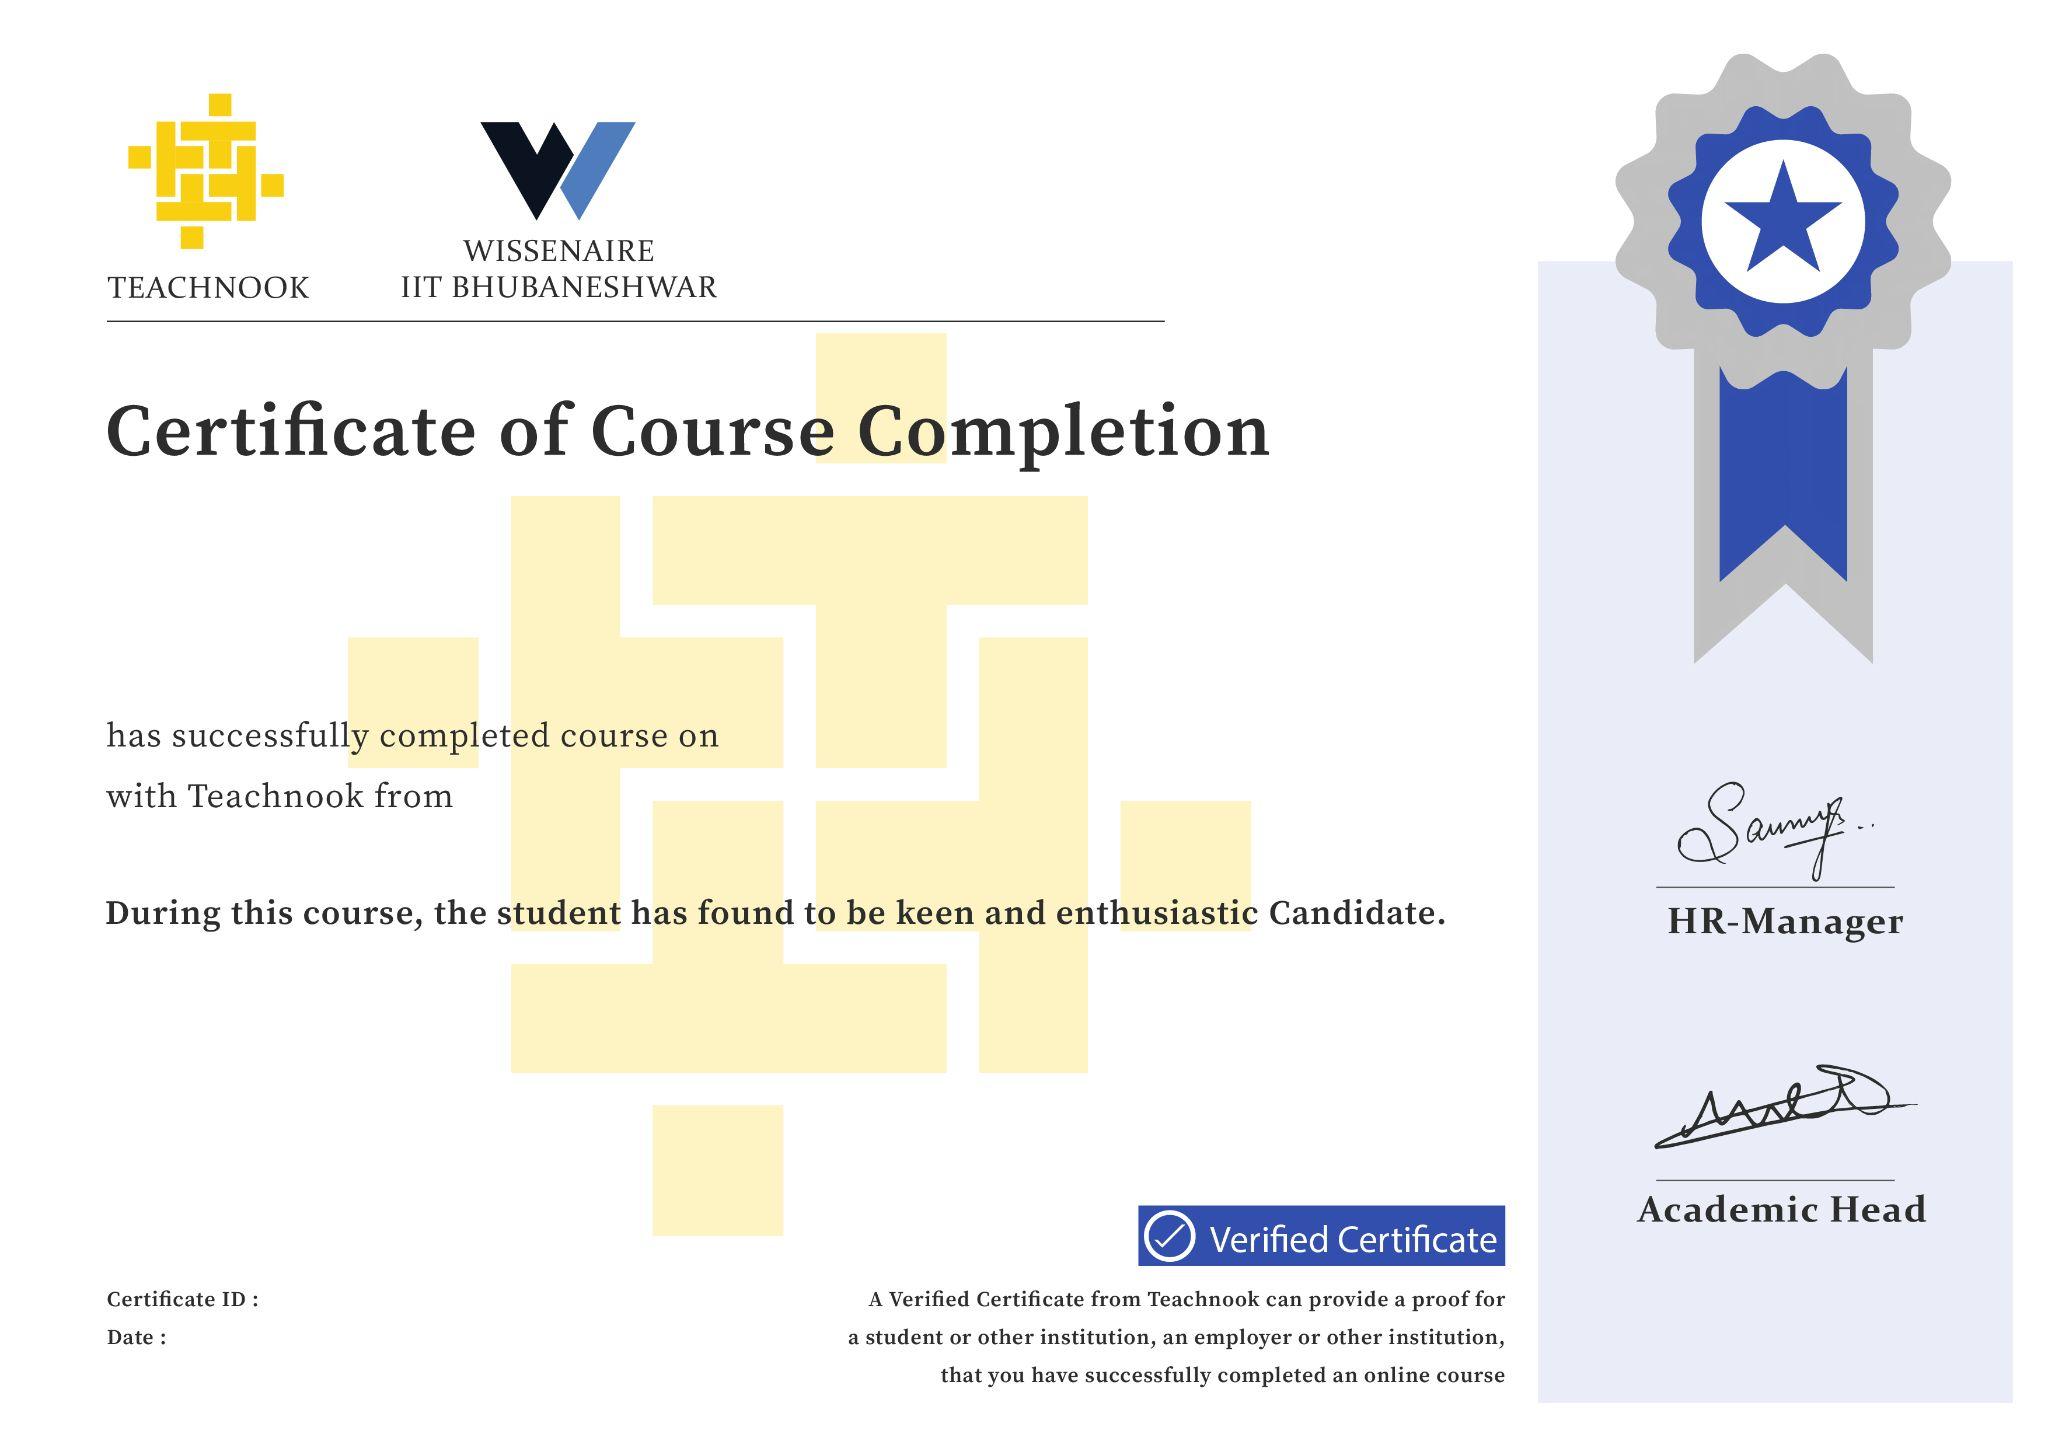 TEACHNOOK
WISSENAIRE
IIT BHUBANESHWAR
Certificate of Course Completion
has successfully completed course on
with Teachnook from
During this course, the student has found to be keen and enthusiastic Candidate.
HR-Manager
Academic Head
Verified Certificate
Certificate ID :
Date :
A Verified Certificate from Teachnook can provide a proof for
a student or other institution, an employer or other institution,
that you have successfully completed an online course